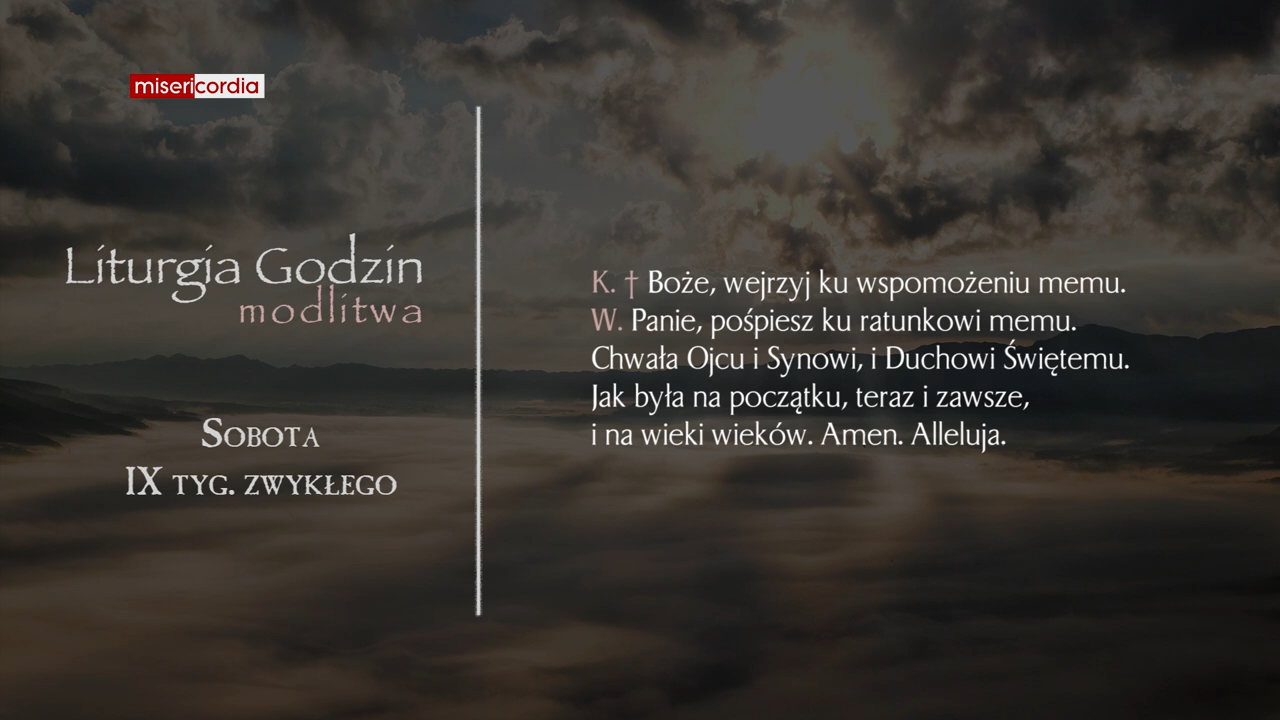 misericordia
Liturgia Godzin
modlitwa
Sobota
IX tyg. zwykłego
K. † Boże, wejrzyj ku wspomożeniu memu.
W. Panie, pośpiesz ku ratunkowi memu.
Chwała Ojcu i Synowi, i Duchowi Świętemu.
Jak była na początku, teraz i zawsze,
i na wieki wieków. Amen. Alleluja.